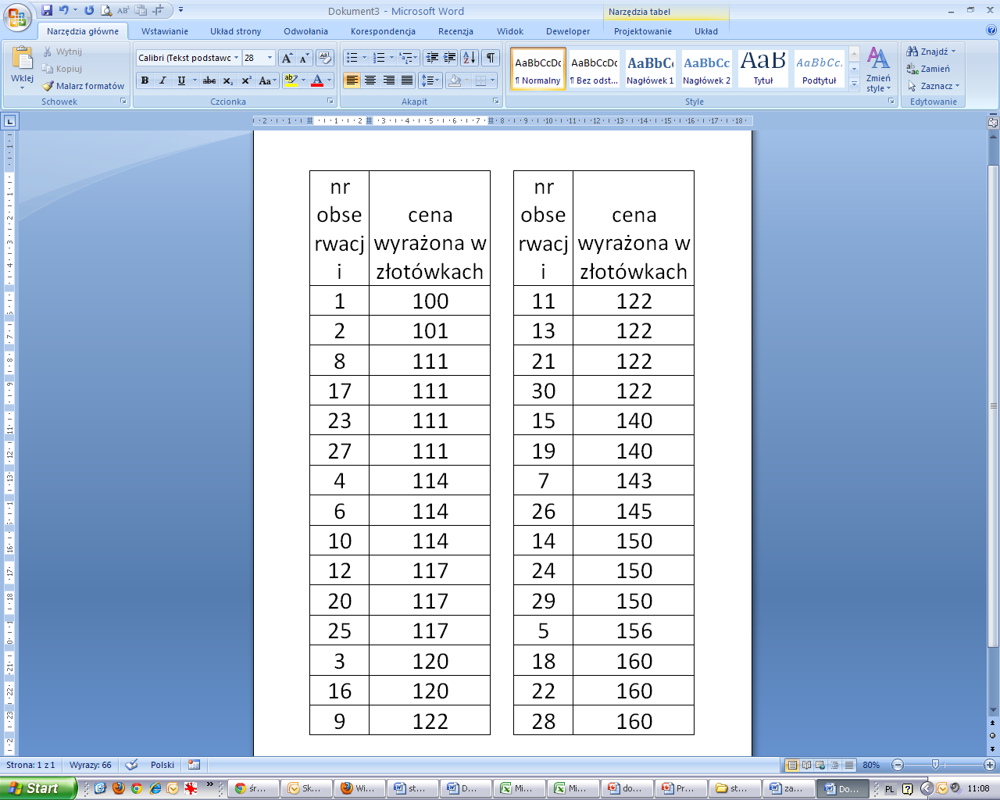 Dokument3 - Microsoft Word
Narzędzia tabel
Narzędzia główne Wstawianie Układ strony Odwołania Korespondencja Recenzja Widok Deweloper Projektowanie Układ
Wklej
Wytnij
Kopiuj
Malarz formatów
Schowek
Calibri (Tekst podstawowc 28
Czcionka
Akapit
AaBbCcDc AaBbCcDc AaBbCc AaBbCc AaB AaBbCc.
¶ Normalny ¶ Bez odst... Nagłówek 1 Nagłówek 2 Tytuł Podtytuł
Zmień style
Style
Znajdź
Zamień
Zaznacz
Edytowanie
nr
obse
rwacj
i
cena
wyrażona w
złotówkach
1 100
2 101
8 111
17 111
23 111
27 111
4 114
6 114
10 114
12 117
20 117
25 117
3 120
16 120
9 122
nr
obse
rwacj
i
cena
wyrażona w
złotówkach
11 122
13 122
21 122
30 122
15 140
19 140
7 143
26 145
14 150
24 150
29 150
5 156
18 160
22 160
28 160
Strona: 1 z 1 Wyrazy: 66 Polski 80%
Start śr... Sk... Wi... st... D... Mi... Mi... do... Pr... st... za... Do... PL 11:08